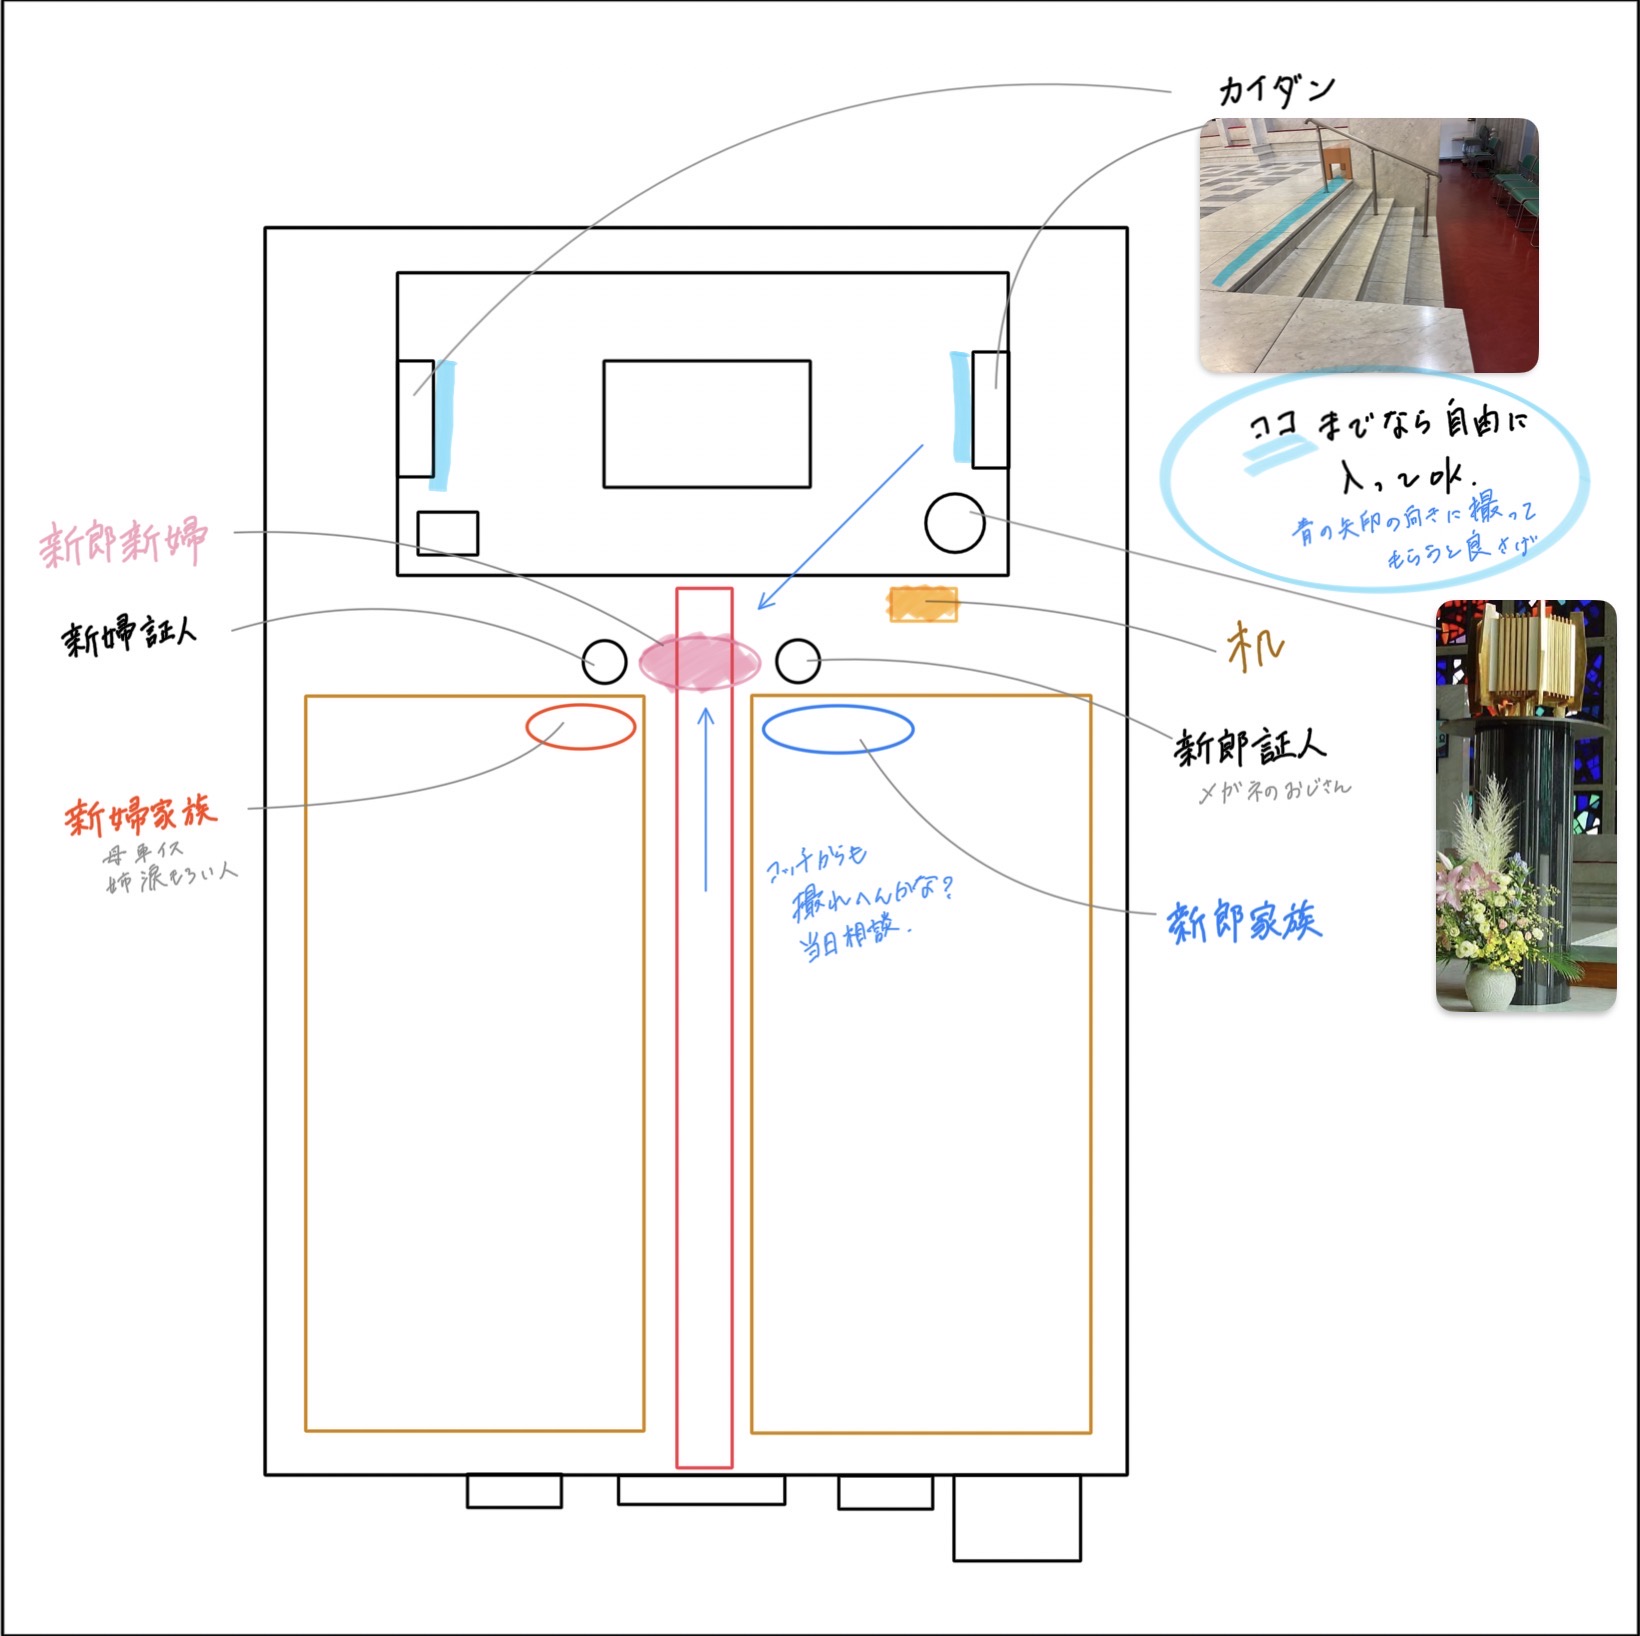 カイダン
ココまでなら自由に
入ってOK.
青の矢印の向きに撮って
もらうと良さげ
新郎新婦
新婦証人
机
新郎証人
メガネのおじさん
新婦家族
母車イス
姉涙もろい人
コッチからも
撮れへんかな?
当日相談.
新郎家族